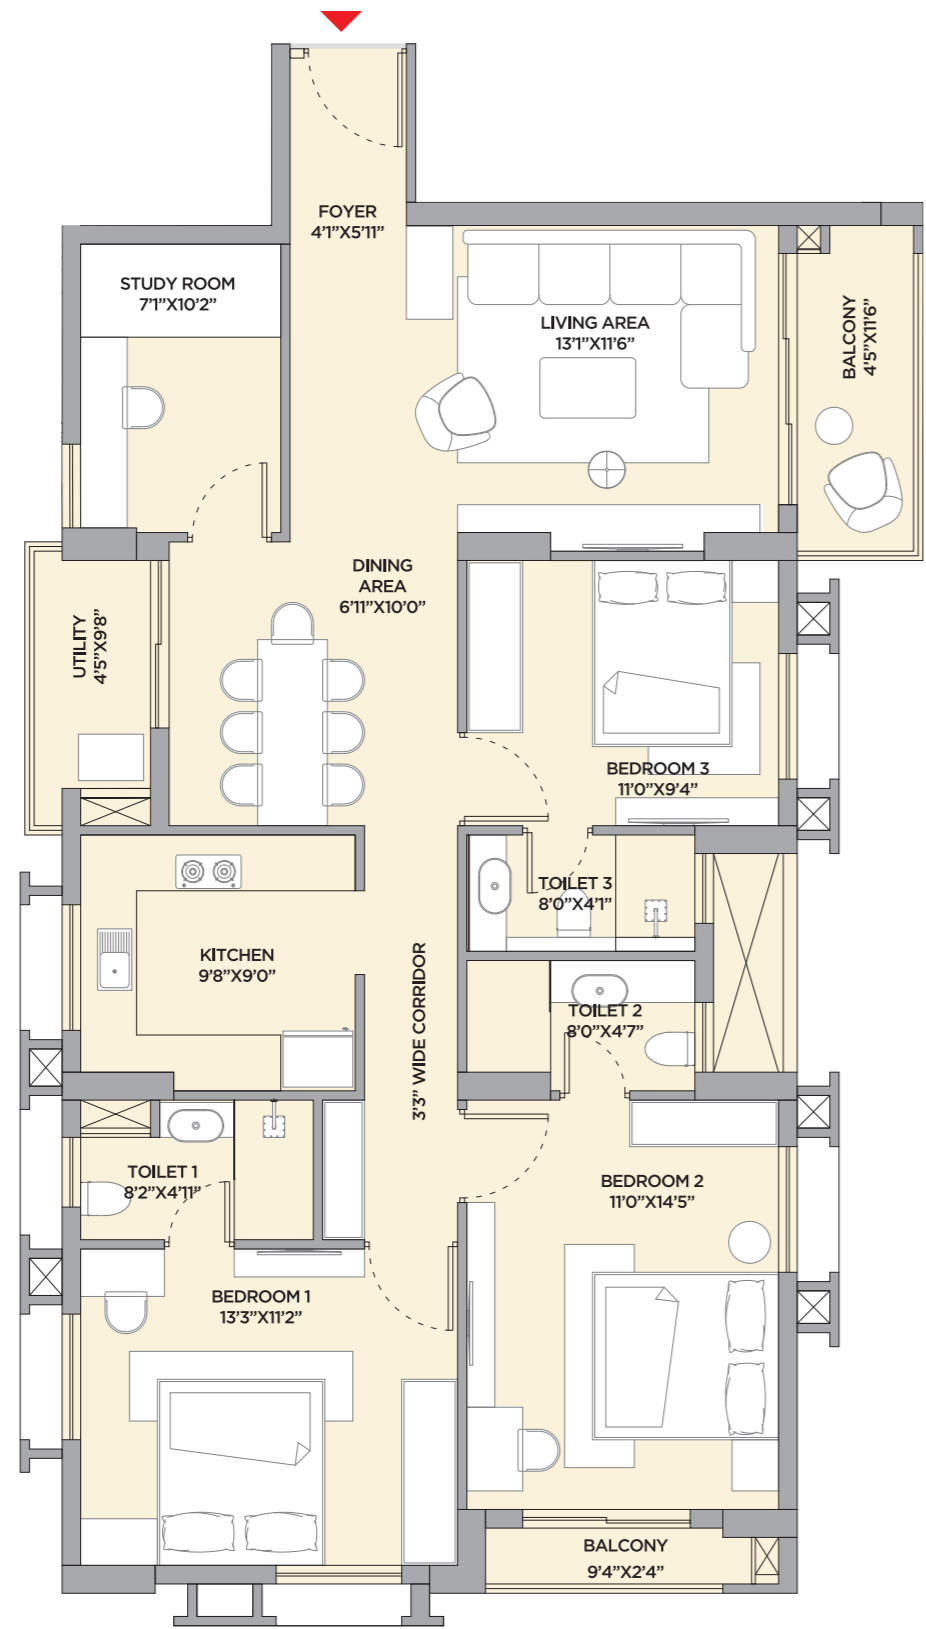 FOYER
4'1"X5'11"
STUDY ROOM
7'1"X10'2"
LIVING AREA
13'1"X11'6"
BALCONY
4'5"X11'6"
DINING
AREA
6'11"X10'0"
UTILITY
4'5"X9'8"
BEDROOM 3
11'0"X9'4"
TOILET 3
8'0"X4'1"
KITCHEN
9'8"X9'0"
3'3" WIDE CORRIDOR
TOILET 2
8'0"X4'7"
TOILET 1
8'2"X4'11"
BEDROOM 2
11'0"X14'5"
BEDROOM 1
13'3"X11'2"
BALCONY
9'4"X2'4"